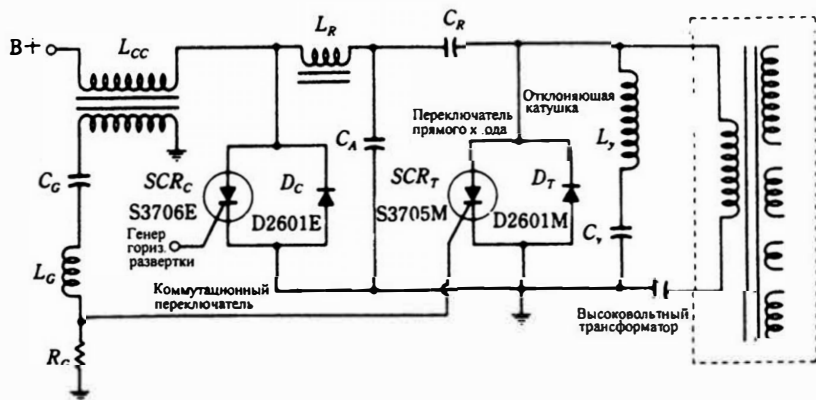 B+
L_CC
L_R
C_R
C_G
L_G
SCR_C
S3706E
D_C
D2601E
Генер
гориз.
развертки
Коммутационный
переключатель
C_A
Переключатель
прямого х ода
SCR_T
S3705M
D_T
D2601M
Отклоняющая
катушка
L_y
C_y
Высоковольтный
трансформатор